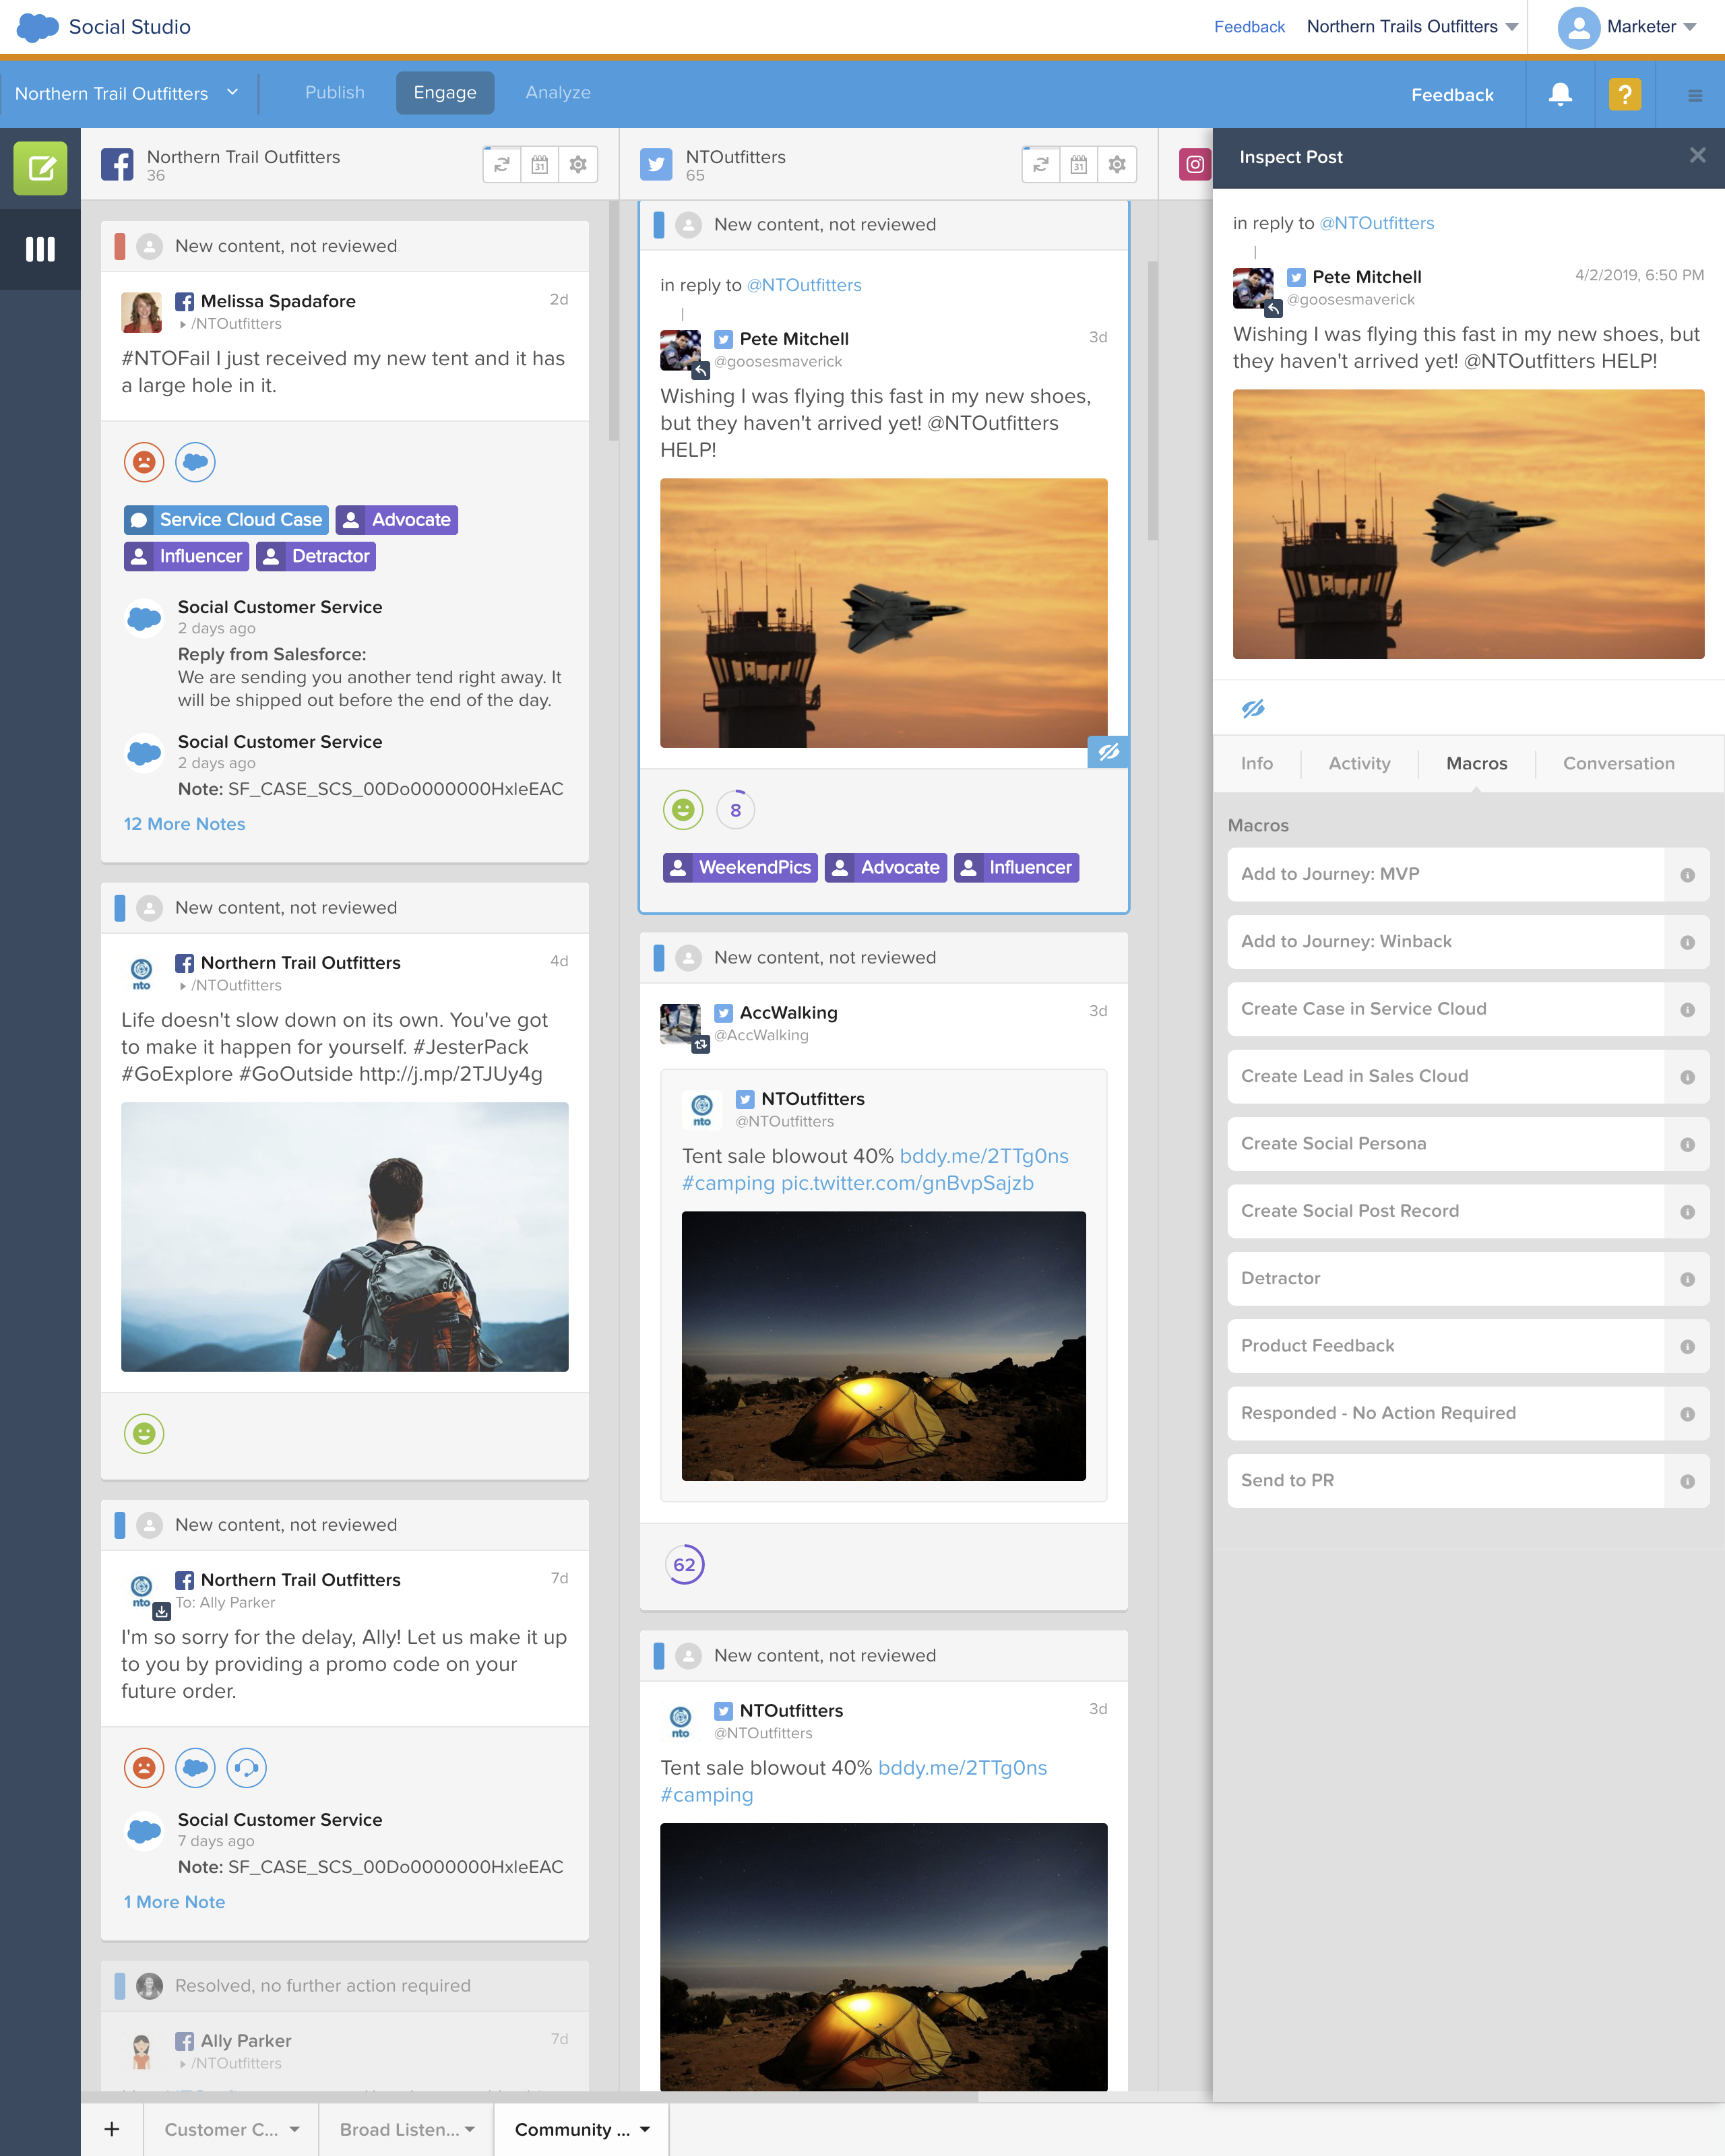 Social Studio
Feedback
Northern Trails Outfitters
Marketer
Northern Trail Outfitters
Publish
Engage
Analyze
Feedback
?
Northern Trail Outfitters
36
31
New content, not reviewed
Melissa Spadafore
2d
/NTOutfitters
#NTOFail I just received my new tent and it has
a large hole in it.
Service Cloud Case
Advocate
Influencer
Detractor
Social Customer Service
2 days ago
Reply from Salesforce:
We are sending you another tend right away. It
will be shipped out before the end of the day.
Social Customer Service
2 days ago
Note: SF_CASE_SCS_00Do0000000HxleEAC
12 More Notes
New content, not reviewed
nto
Northern Trail Outfitters
4d
/NTOutfitters
Life doesn't slow down on its own. You've got
to make it happen for yourself. #JesterPack
#GoExplore #GoOutside http://j.mp/2TJUy4g
New content, not reviewed
nto
Northern Trail Outfitters
7d
To: Ally Parker
I'm so sorry for the delay, Ally! Let us make it up
to you by providing a promo code on your
future order.
Social Customer Service
7 days ago
Note: SF_CASE_SCS_00Do0000000HxleEAC
1 More Note
Resolved, no further action required
Ally Parker
7d
/NTOutfitters
NTOutfitters
65
31
New content, not reviewed
in reply to @NTOutfitters
Pete Mitchell
3d
@goosesmaverick
Wishing I was flying this fast in my new shoes,
but they haven't arrived yet! @NTOutfitters
HELP!
8
WeekendPics
Advocate
Influencer
New content, not reviewed
AccWalking
3d
@AccWalking
nto
NTOutfitters
@NTOutfitters
Tent sale blowout 40% bddy.me/2TTg0ns
#camping pic.twitter.com/gnBvpSajzb
62
New content, not reviewed
nto
NTOutfitters
3d
@NTOutfitters
Tent sale blowout 40% bddy.me/2TTg0ns
#camping
Inspect Post
in reply to @NTOutfitters
Pete Mitchell
4/2/2019, 6:50 PM
@goosesmaverick
Wishing I was flying this fast in my new shoes, but
they haven't arrived yet! @NTOutfitters HELP!
Info
Activity
Macros
Conversation
Macros
Add to Journey: MVP
Add to Journey: Winback
Create Case in Service Cloud
Create Lead in Sales Cloud
Create Social Persona
Create Social Post Record
Detractor
Product Feedback
Responded - No Action Required
Send to PR
Customer C...
Broad Listen...
Community ...